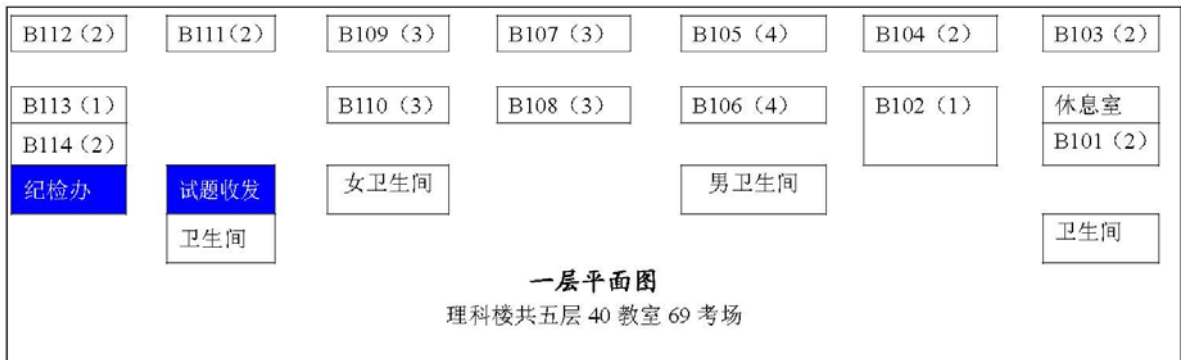 B112（2） B111(2） B109（3） B107（3） B105（4） B104（2） B103（2）
B113（1） B110（3） B108（3） B106（4） B102（1） 休息室
B114（2） B101（2）
纪检办 试题收发 女卫生间 男卫生间
卫生间 卫生间
一层平面图
理科楼共五层 40 教室 69 考场